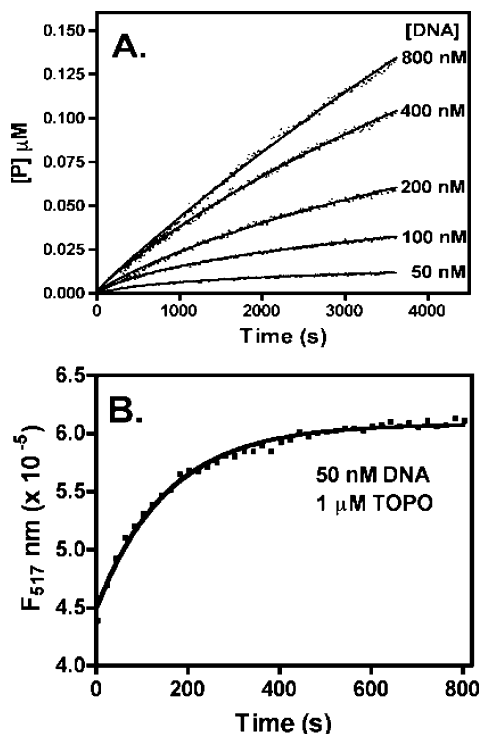 A.
[DNA]
0.150
0.125
0.100
0.075
0.050
0.025
0.000
[P] μM
800 nM
400 nM
200 nM
100 nM
50 nM
0 1000 2000 3000 4000
Time (s)
B.
6.5
6.0
5.5
5.0
4.5
4.0
F517 nm (x 10 -5)
50 nM DNA
1 μM TOPO
0 200 400 600 800
Time (s)